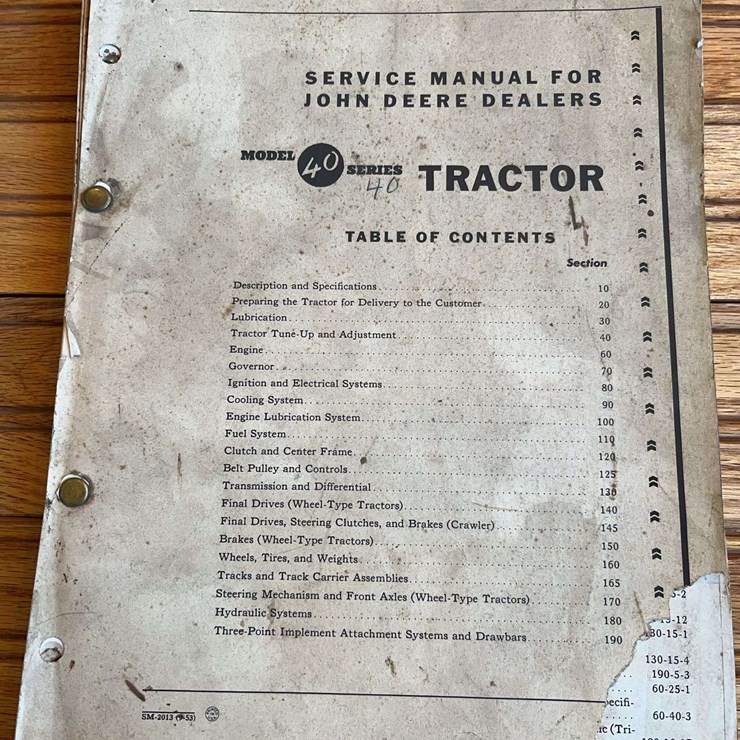 SERVICE MANUAL FOR
JOHN DEERE DEALERS
MODEL 40 SERIES TRACTOR
40
4
TABLE OF CONTENTS
Section
Description and Specifications 10
Preparing the Tractor for Delivery to the Customer 20
Lubrication 30
Tractor Tune-Up and Adjustment 40
Engine 60
Governor 70
Ignition and Electrical Systems 80
Cooling System 90
Engine Lubrication System 100
Fuel System 110
Clutch and Center Frame 120
Belt Pulley and Controls 125
Transmission and Differential 130
Final Drives (Wheel-Type Tractors) 140
Final Drives, Steering Clutches, and Brakes (Crawler) 145
Brakes (Wheel-Type Tractors) 150
Wheels, Tires, and Weights 160
Tracks and Track Carrier Assemblies 165
Steering Mechanism and Front Axles (Wheel-Type Tractors) 170
Hydraulic Systems 180
Three-Point Implement Attachment Systems and Drawbars 190
130-15-4
190-5-3
60-25-1
60-40-3
(Tri-
SM-2013 (9-53)